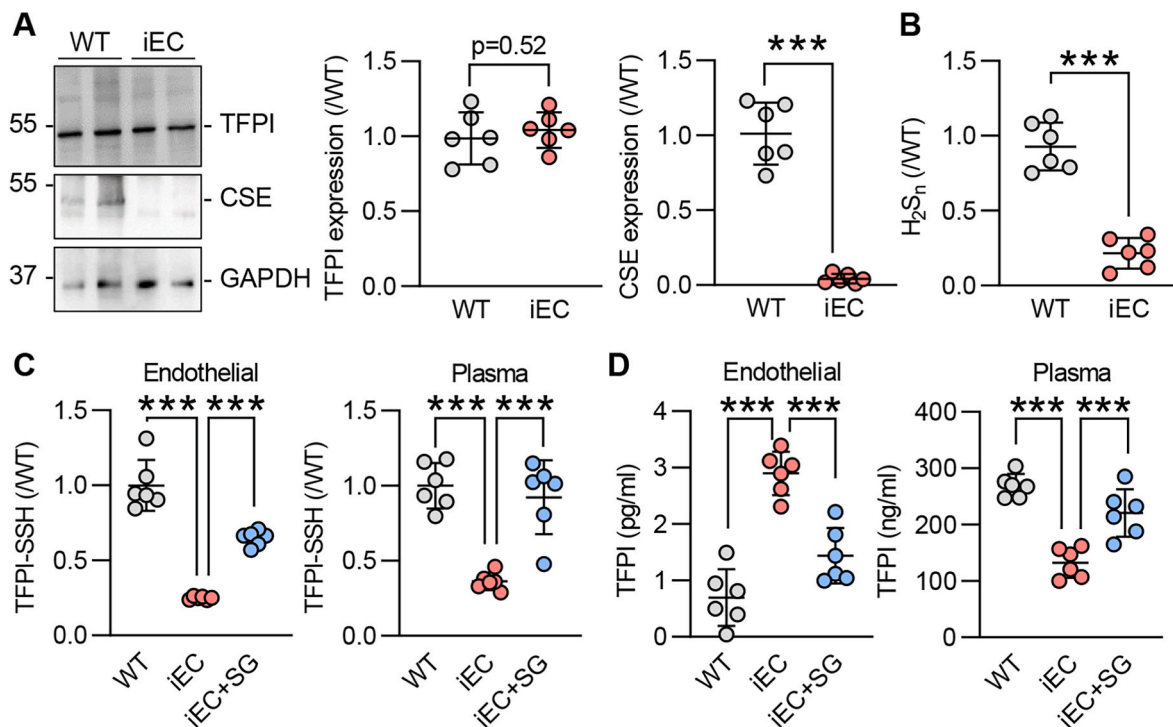 A
WT iEC
55
TFPI
55
CSE
37
GAPDH
TFPI expression (/WT)
1.5
1.0
0.5
0.0
p=0.52
WT iEC
CSE expression (/WT)
1.5
1.0
0.5
0.0
***
WT iEC
B
H2Sn (/WT)
1.5
1.0
0.5
0.0
***
WT iEC
C
Endothelial
*** ***
TFPI-SSH (/WT)
1.5
1.0
0.5
0.0
WT iEC iEC+SG
Plasma
*** ***
TFPI-SSH (/WT)
1.5
1.0
0.5
0.0
WT iEC iEC+SG
D
Endothelial
*** ***
TFPI (pg/ml)
4
3
2
1
0
WT iEC iEC+SG
Plasma
*** ***
TFPI (ng/ml)
400
300
200
100
0
WT iEC iEC+SG